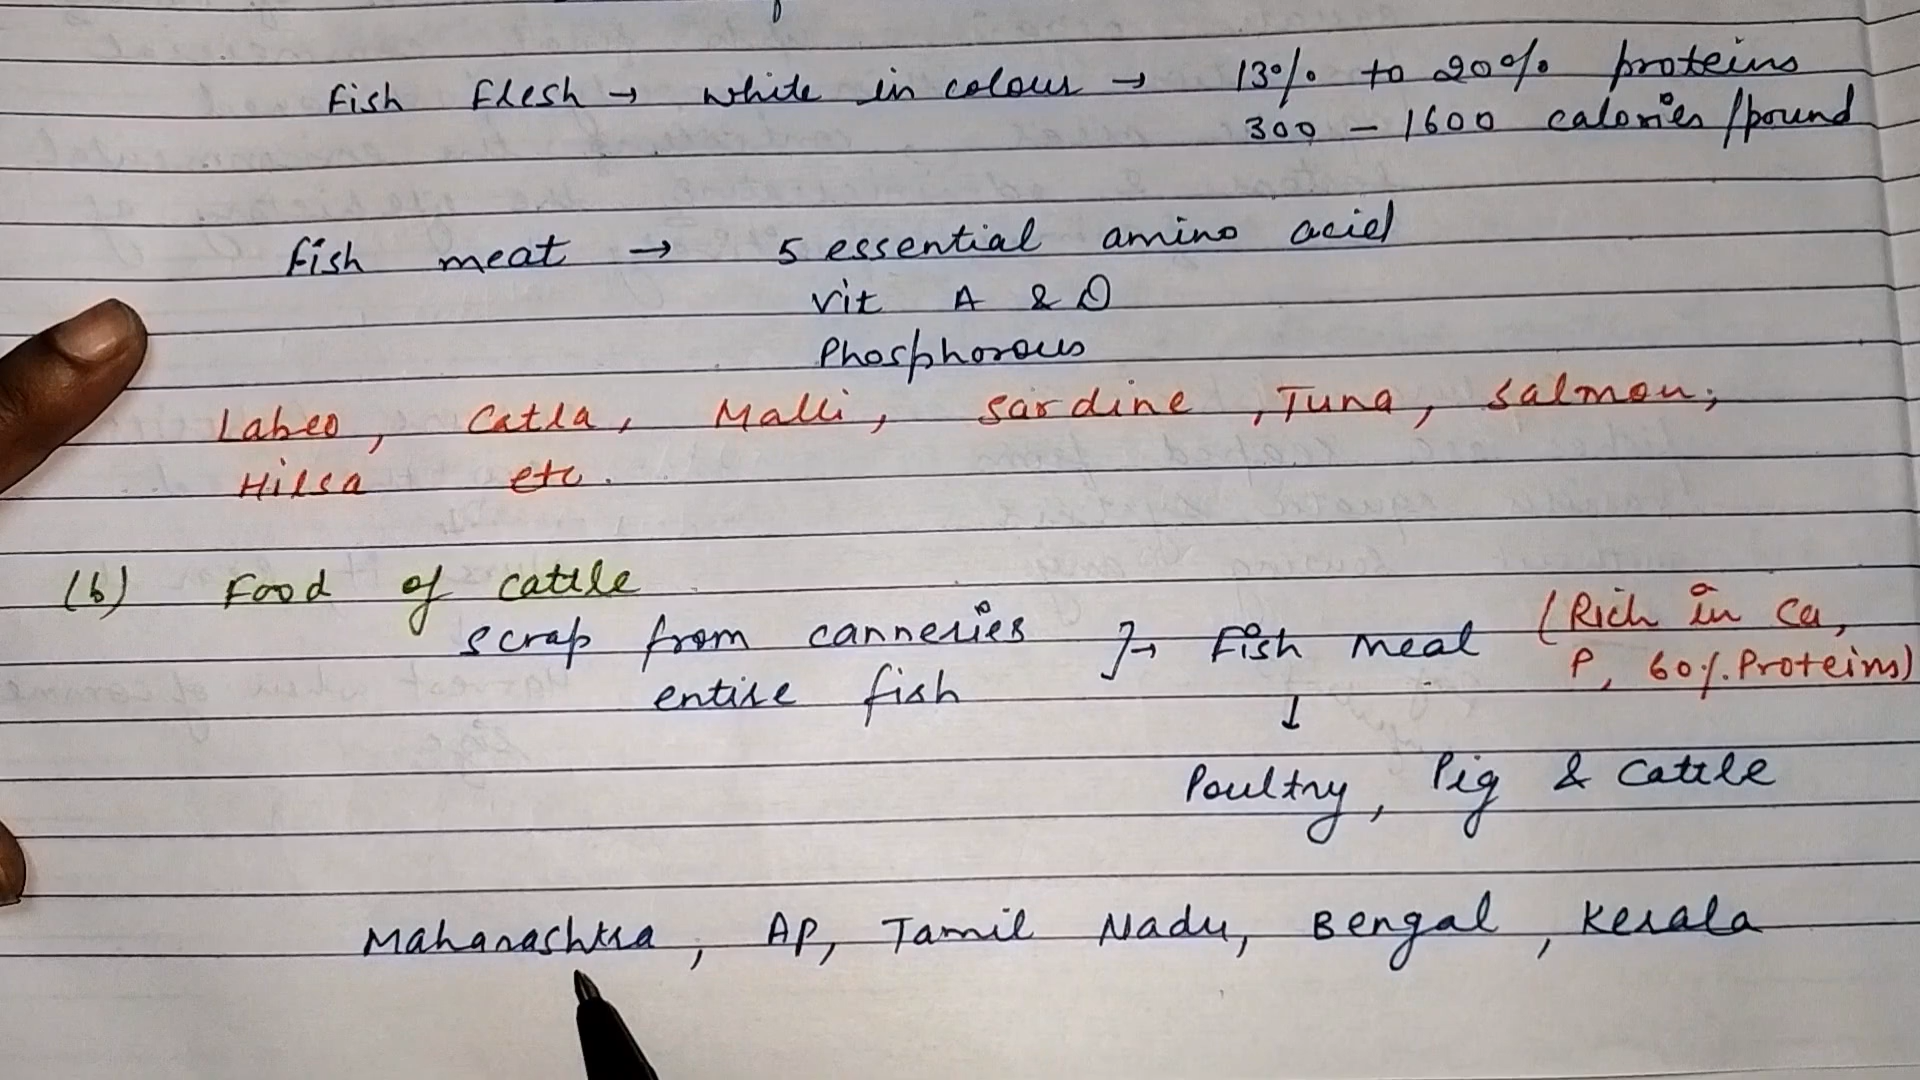 Fish Flesh → white in colour → 13% to 20% proteins
300 - 1600 calories/pound
Fish meat → 5 essential amino acid
vit A & D
Phosphorous
Labeo, Catla, Malli, Sardine, Tuna, Salmon,
Hilsa etc.
(b) Food of cattle
scrap from canneries
entire fish
}→ Fish meal (Rich in Ca,
P, 60% Proteins)
↓
Poultry, Pig & Cattle
Maharashtra, AP, Tamil Nadu, Bengal, Kerala